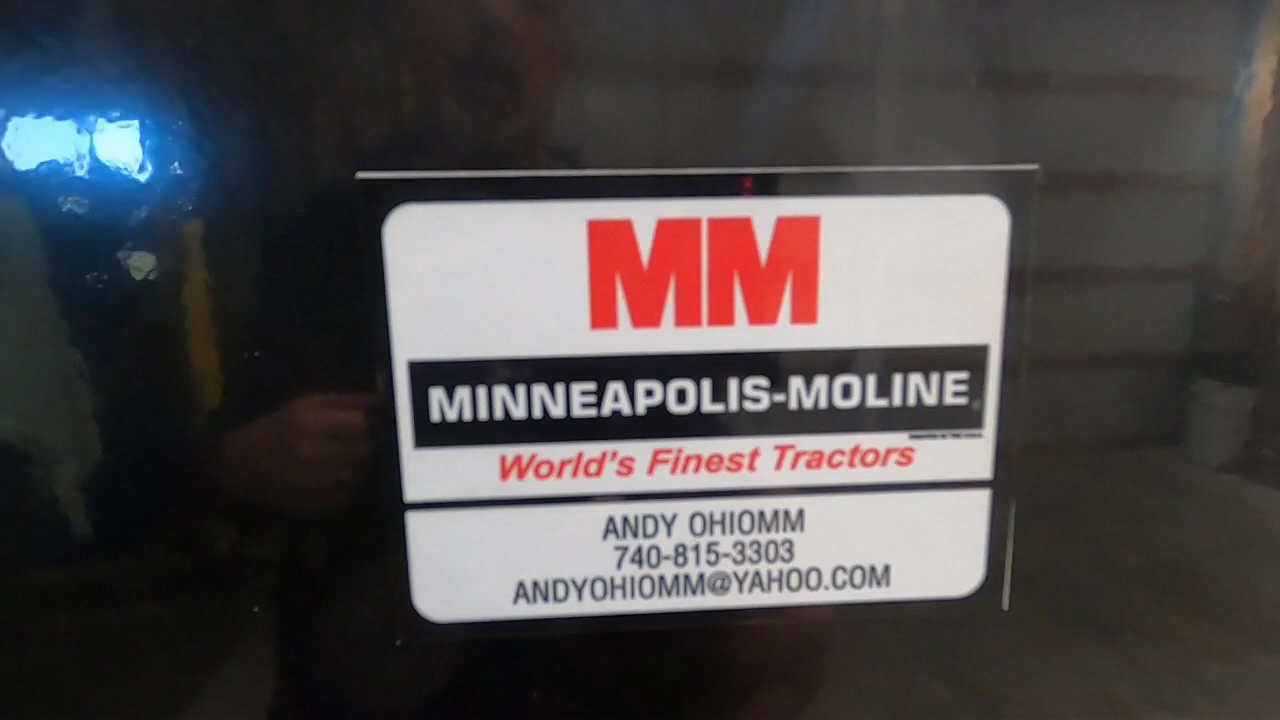 MM
MINNEAPOLIS-MOLINE
World's Finest Tractors
ANDY OHIOMM
740-815-3303
ANDYOHIOMM@YAHOO.COM